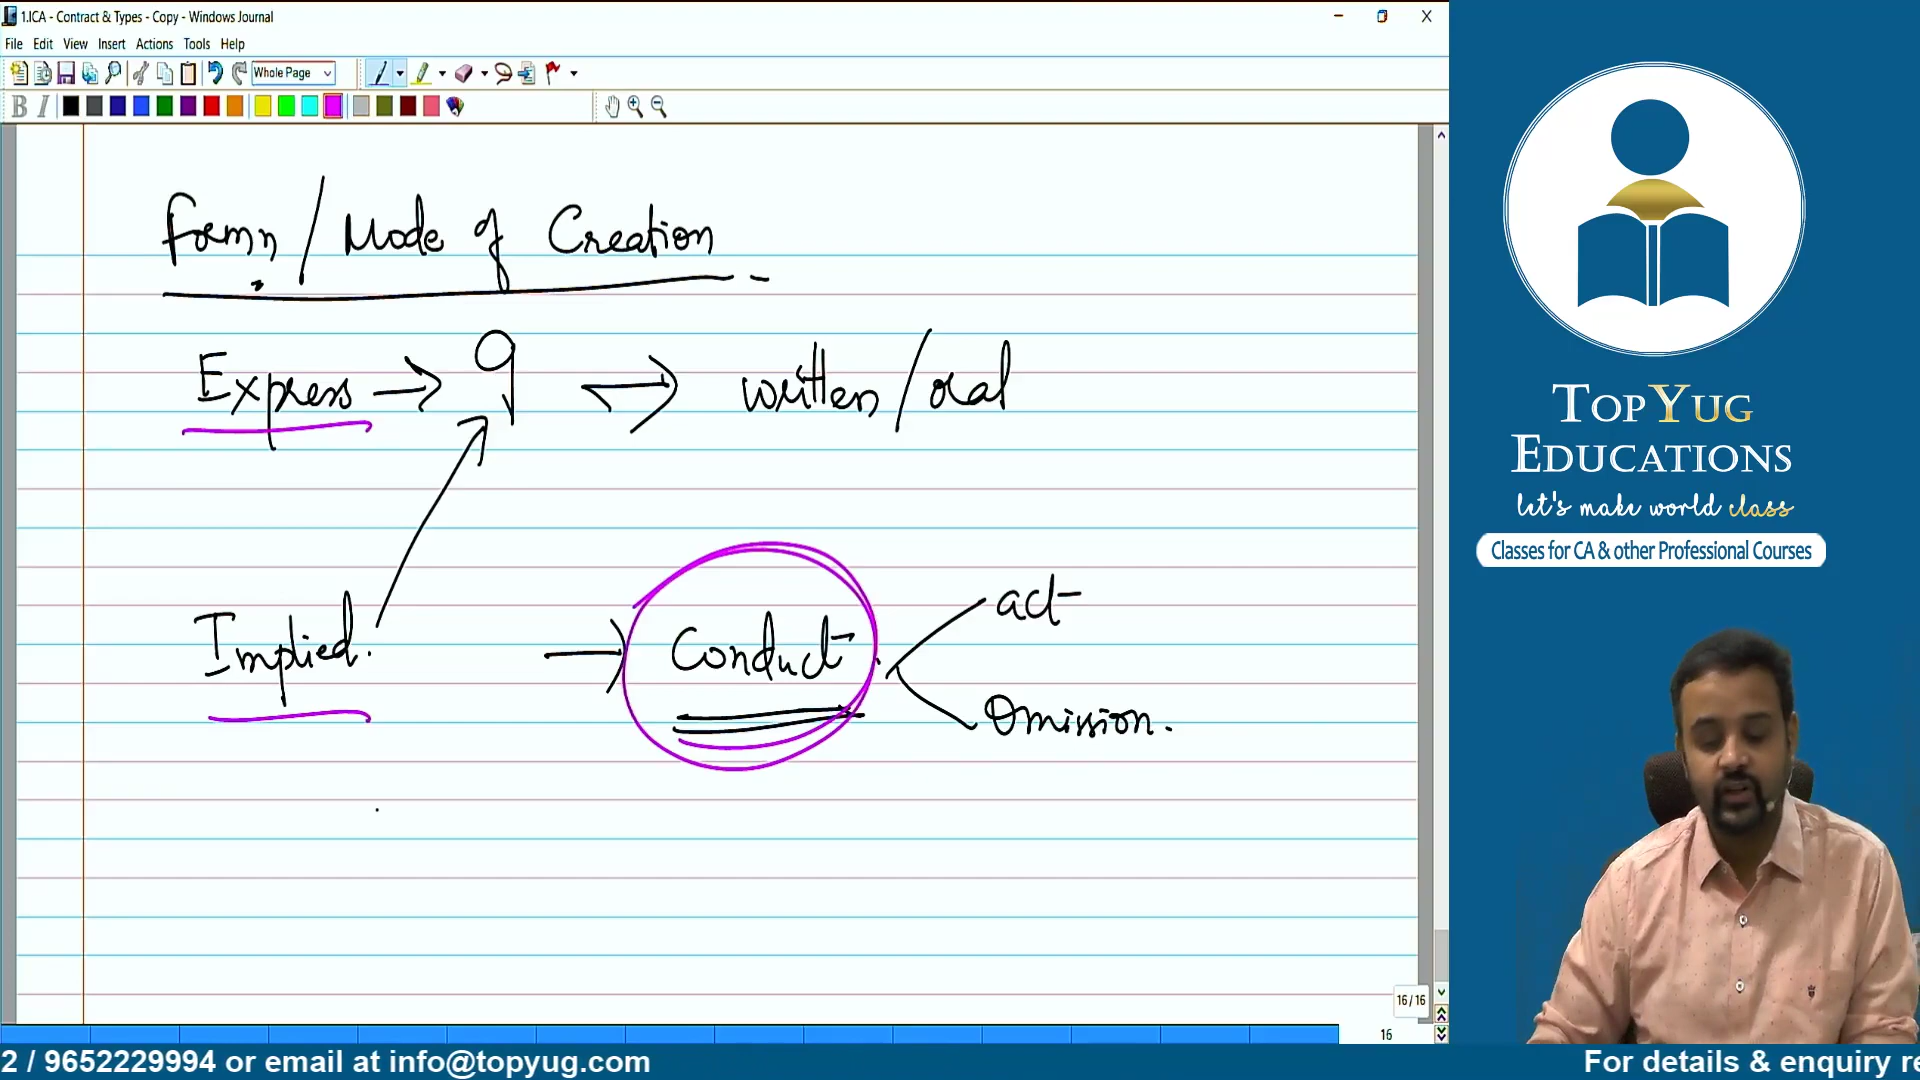 1.ICA - Contract & Types - Copy - Windows Journal
File Edit View Insert Actions Tools Help
Whole Page
B I
Formn / Mode of Creation
Express → 9 → written / oral
Implied. → Conduct
act
Omission.
16 / 16
16
TOPYUG
EDUCATIONS
let's make world class
Classes for CA & other Professional Courses
2 / 9652229994 or email at info@topyug.com
For details & enquiry re